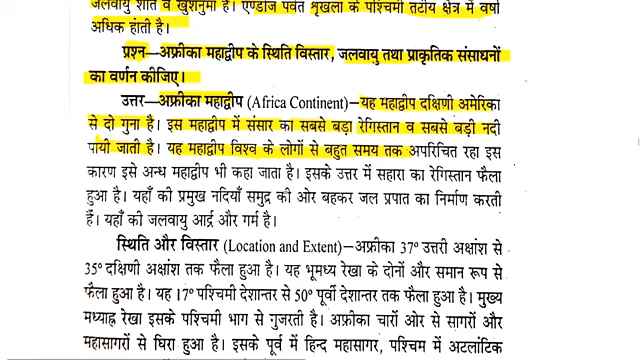 जलवायु शीत व खुशनुमा है। एण्डीज पर्वत शृंखला के पश्चिमी तटीय क्षेत्र में वर्षा
अधिक होती है।
प्रश्न–अफ्रीका महाद्वीप के स्थिति विस्तार, जलवायु तथा प्राकृतिक संसाधनों
का वर्णन कीजिए।
उत्तर–अफ्रीका महाद्वीप (Africa Continent)–यह महाद्वीप दक्षिणी अमेरिका
से दो गुना है। इस महाद्वीप में संसार का सबसे बड़ा रेगिस्तान व सबसे बड़ी नदी
पायी जाती है। यह महाद्वीप विश्व के लोगों से बहुत समय तक अपरिचित रहा इस
कारण इसे अन्ध महाद्वीप भी कहा जाता है। इसके उत्तर में सहारा का रेगिस्तान फैला
हुआ है। यहाँ की प्रमुख नदियाँ समुद्र की ओर बहकर जल प्रपात का निर्माण करती
हैं। यहाँ की जलवायु आर्द्र और गर्म है।
स्थिति और विस्तार (Location and Extent)–अफ्रीका 37° उत्तरी अक्षांश से
35° दक्षिणी अक्षांश तक फैला हुआ है। यह भूमध्य रेखा के दोनों और समान रूप से
फैला हुआ है। यह 17° पश्चिमी देशान्तर से 50° पूर्वी देशान्तर तक फैला हुआ है। मुख्य
मध्याह्न रेखा इसके पश्चिमी भाग से गुजरती है। अफ्रीका चारों ओर से सागरों और
महासागरों से घिरा हुआ है। इसके पूर्व में हिन्द महासागर, पश्चिम में अटलांटिक